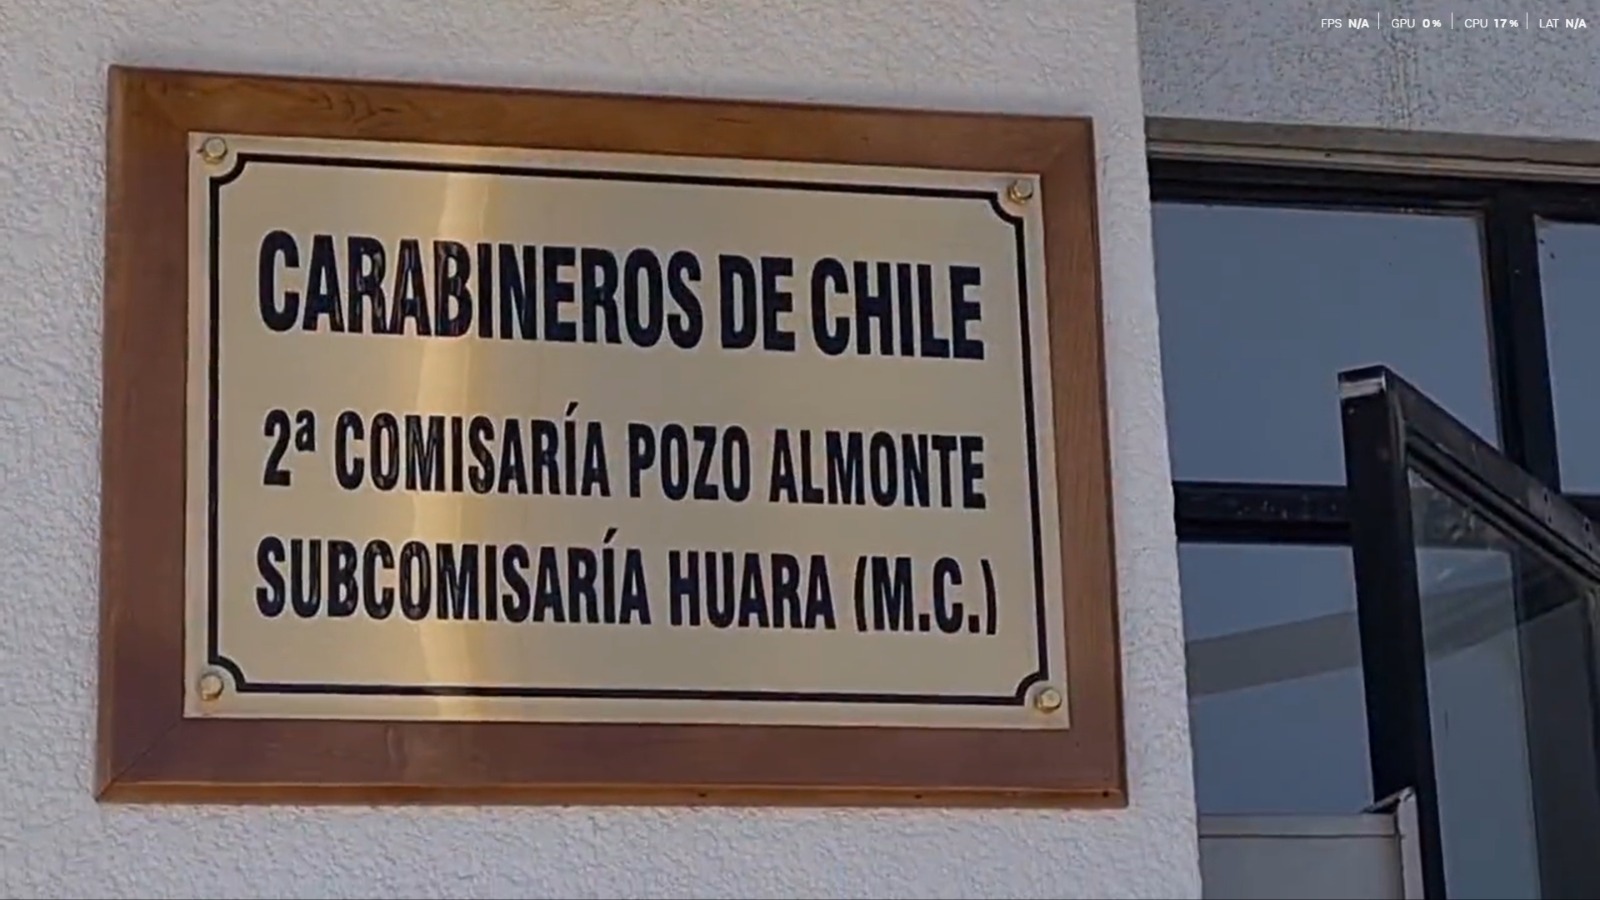 FPS N/A | GPU 0% | CPU 17% | LAT N/A
CARABINEROS DE CHILE
2ª COMISARÍA POZO ALMONTE
SUBCOMISARÍA HUARA (M.C.)